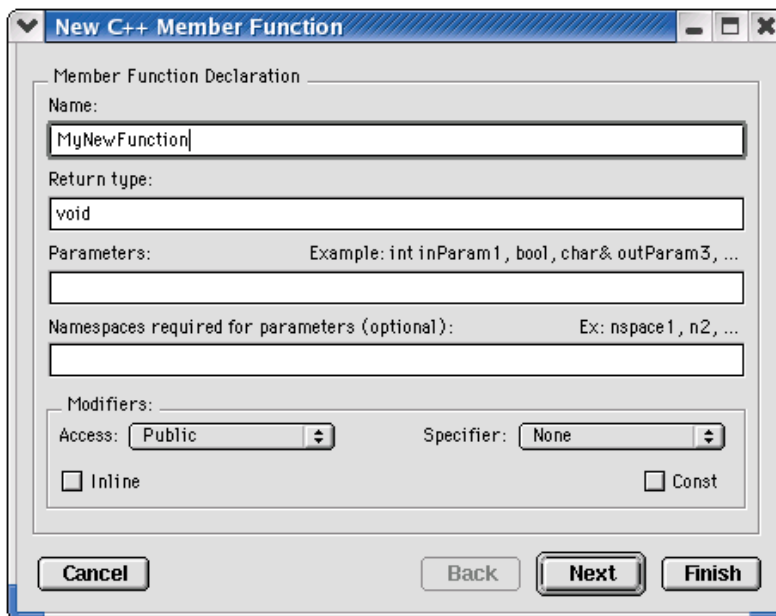 New C++ Member Function
Member Function Declaration
Name:
MyNewFunction
Return type:
void
Parameters: Example: int inParam1, bool, char& outParam3, ...
Namespaces required for parameters (optional): Ex: nspace1, n2, ...
Modifiers:
Access: Public Specifier: None
Inline Const
Cancel Back Next Finish